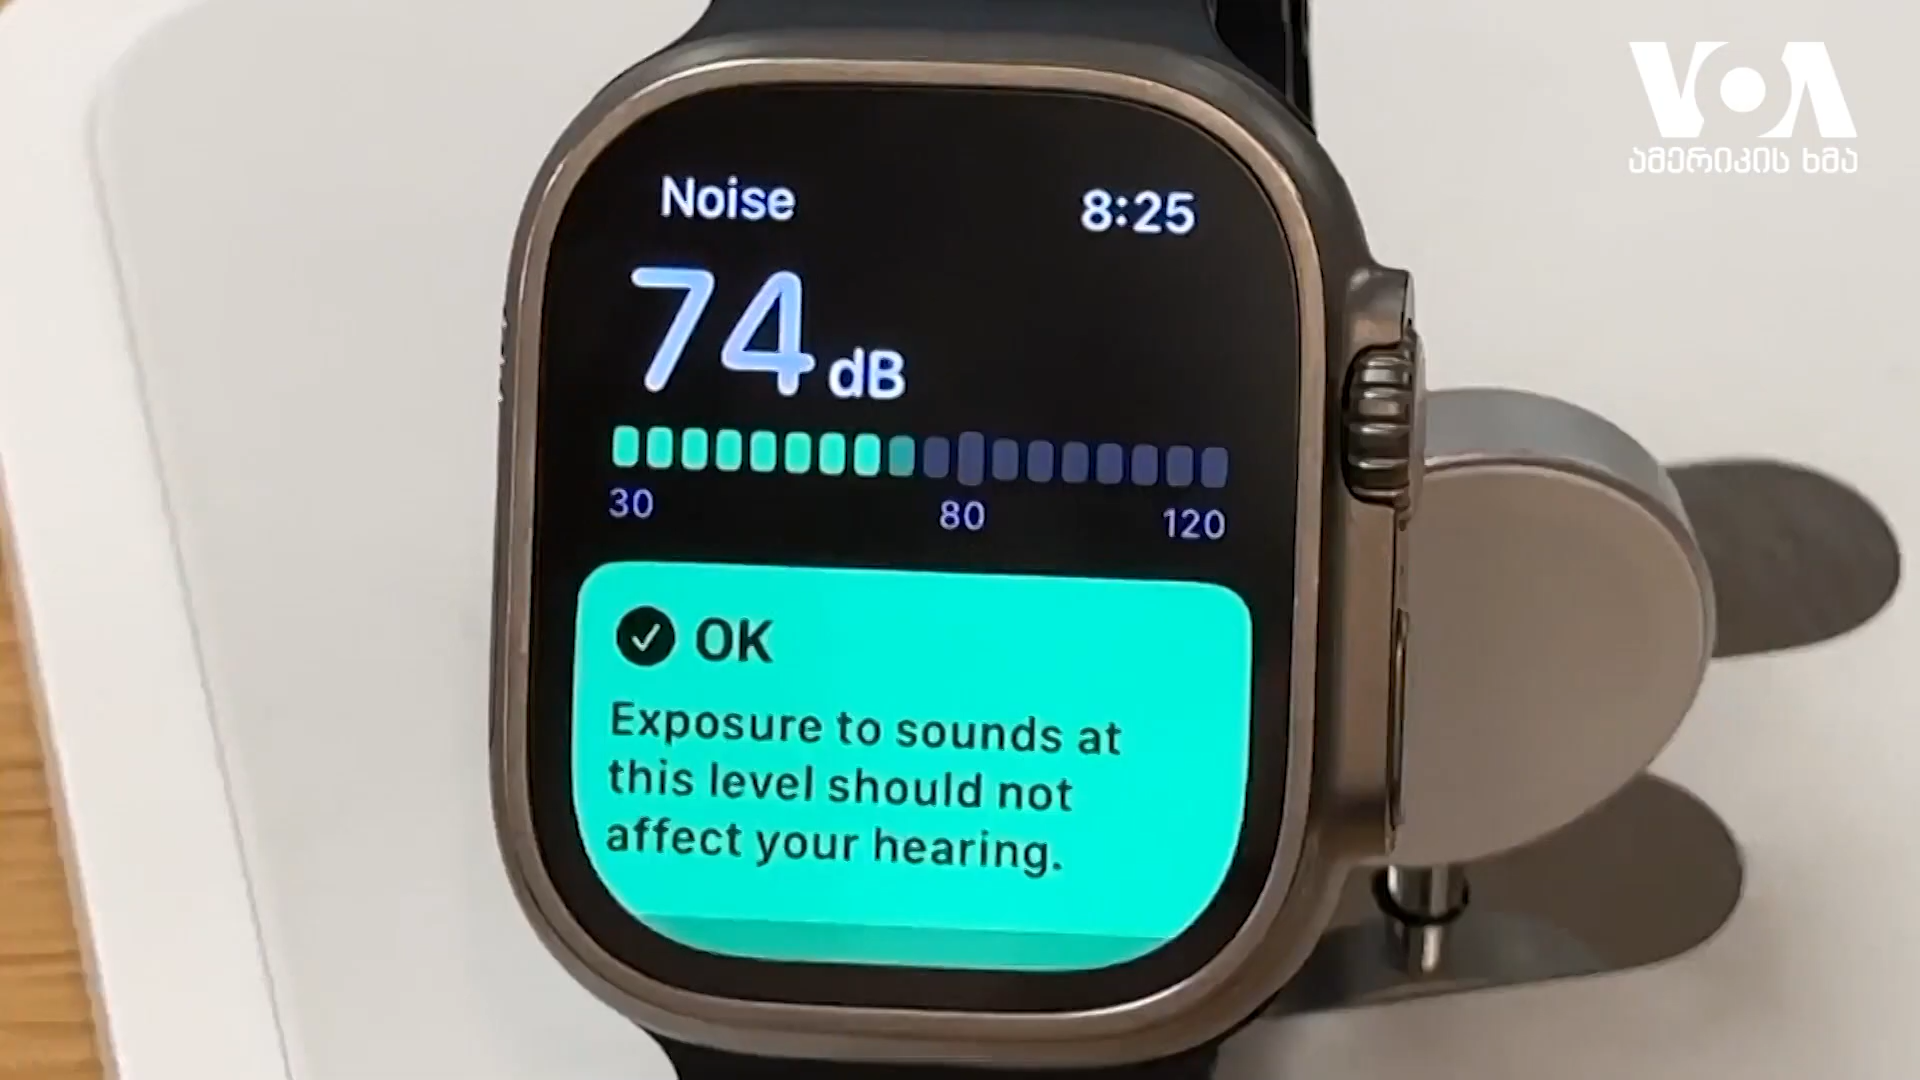 VOA
ამერიკის ხმა
Noise
8:25
74 dB
30
80
120
OK
Exposure to sounds at
this level should not
affect your hearing.